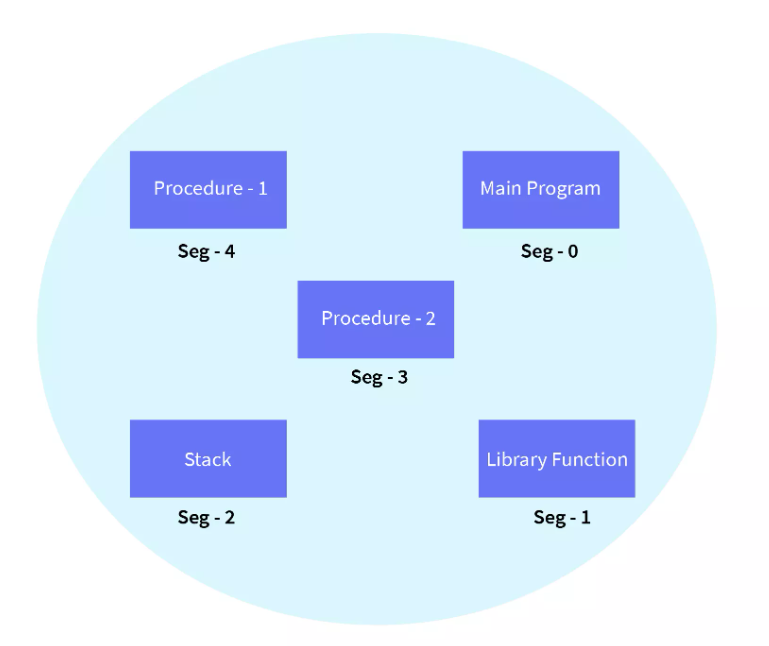 Procedure - 1
Main Program
Seg - 4
Seg - 0
Procedure - 2
Seg - 3
Stack
Library Function
Seg - 2
Seg - 1